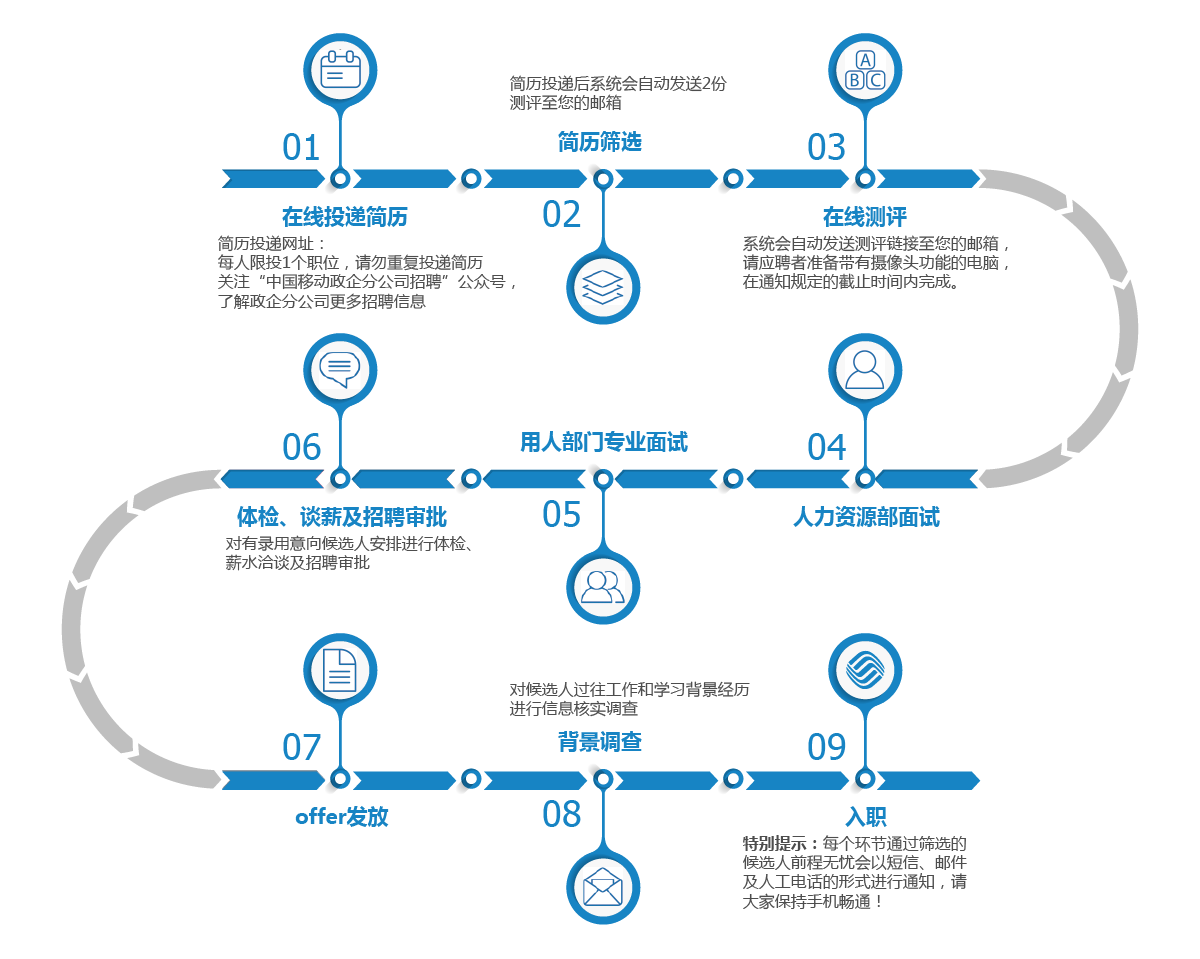 01
在线投递简历
简历投递网址：
每人限投1个职位，请勿重复投递简历
关注“中国移动政企分公司招聘”公众号，
了解政企分公司更多招聘信息
简历投递后系统会自动发送2份
测评至您的邮箱
简历筛选
02
A
B C
03
在线测评
系统会自动发送测评链接至您的邮箱，
请应聘者准备带有摄像头功能的电脑，
在通知规定的截止时间内完成。
04
人力资源部面试
用人部门专业面试
05
06
体检、谈薪及招聘审批
对有录用意向候选人安排进行体检、
薪水洽谈及招聘审批
07
offer发放
对候选人过往工作和学习背景经历
进行信息核实调查
背景调查
08
09
入职
特别提示：每个环节通过筛选的
候选人前程无忧会以短信、邮件
及人工电话的形式进行通知，请
大家保持手机畅通！